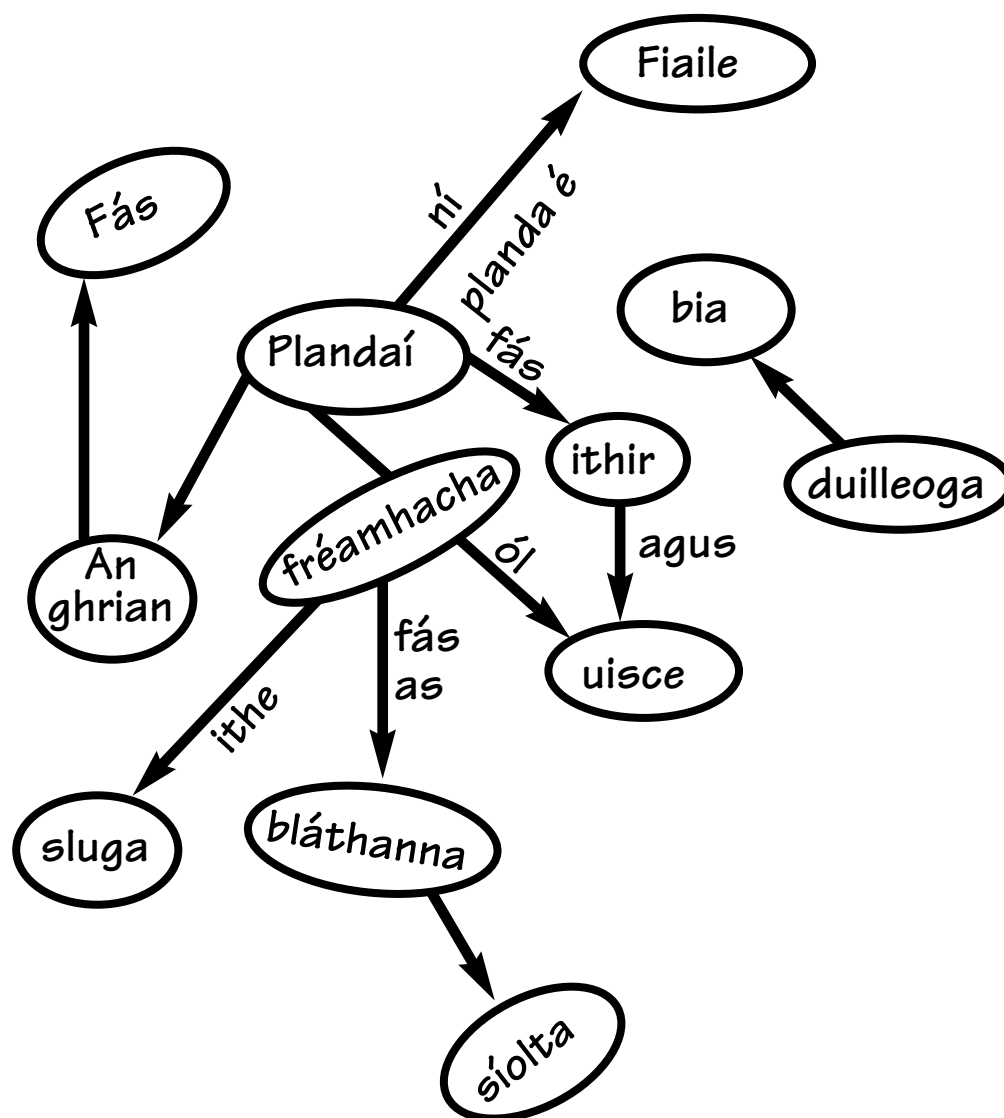 Fiaile
Fás
ní
planda é
Plandaí
fás
bia
ithir
duilleoga
fréamhacha
An
ghrian
ól
agus
fás
as
uisce
ithe
sluga
bláthanna
síolta